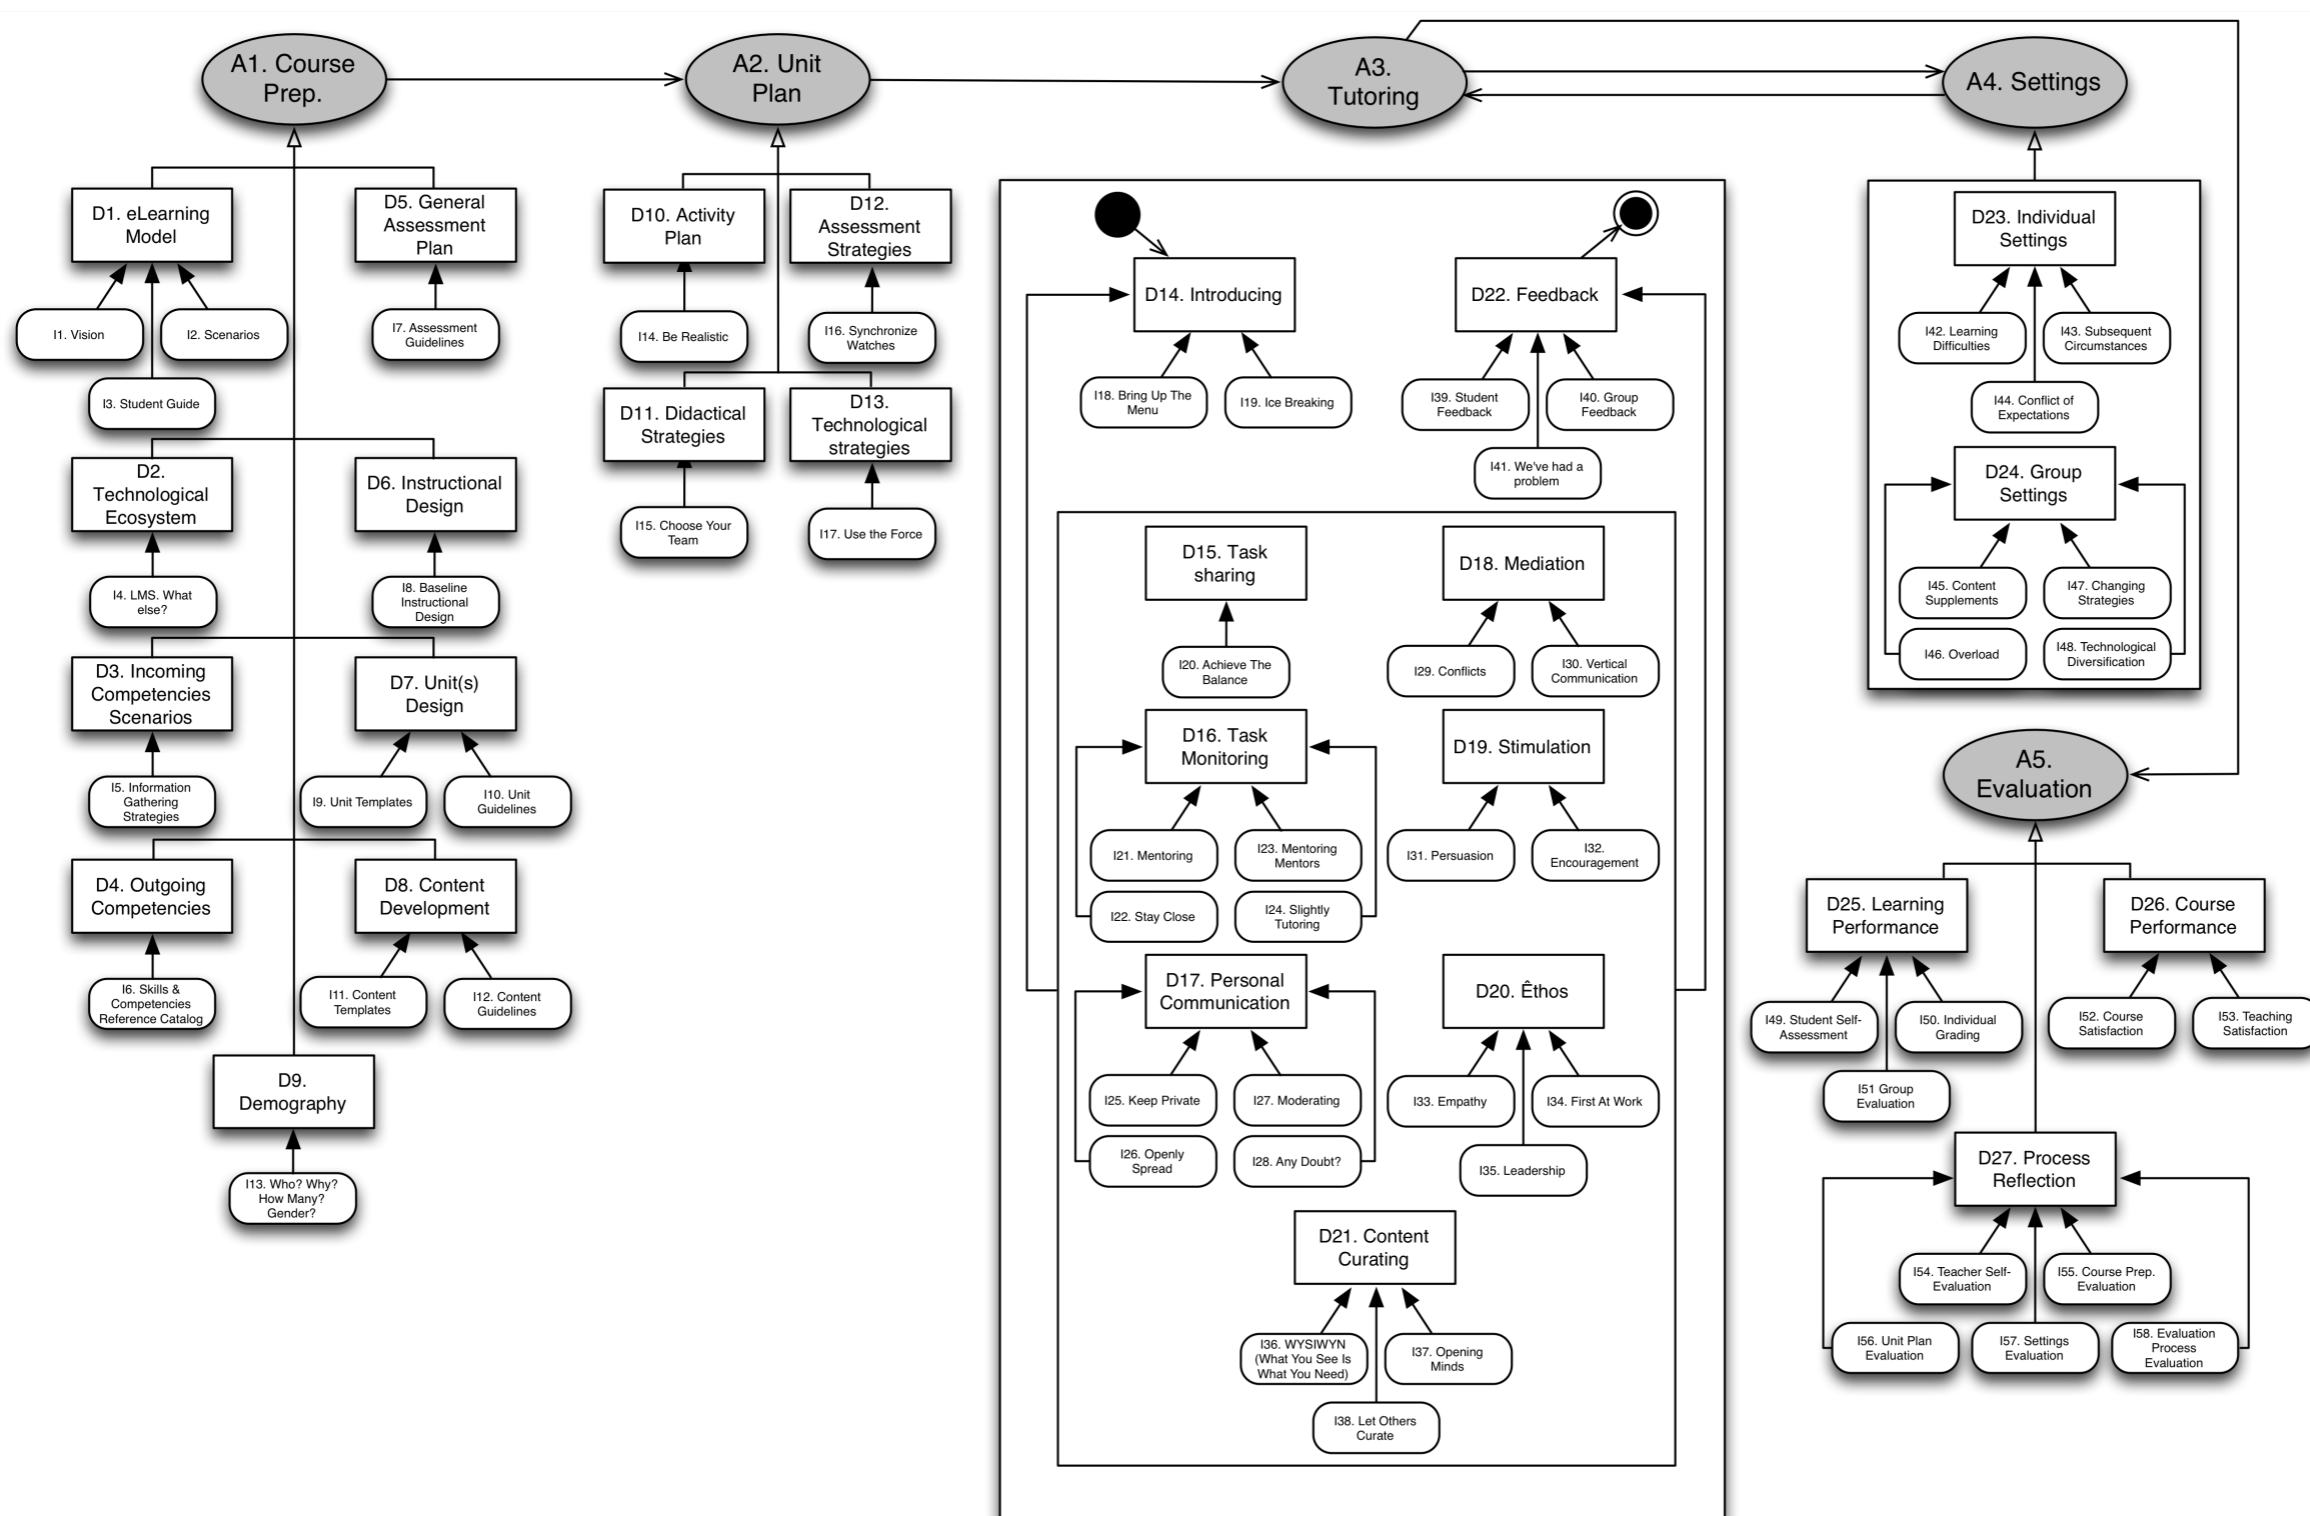 A1. Course
Prep.
A2. Unit
Plan
A3.
Tutoring
A4. Settings
D1. eLearning
Model
D5. General
Assessment
Plan
I1. Vision
I2. Scenarios
I3. Student Guide
I7. Assessment
Guidelines
D2.
Technological
Ecosystem
D6. Instructional
Design
I4. LMS. What
else?
I8. Baseline
Instructional
Design
D3. Incoming
Competencies
Scenarios
D7. Unit(s)
Design
I5. Information
Gathering
Strategies
I9. Unit Templates
I10. Unit
Guidelines
D4. Outgoing
Competencies
D8. Content
Development
I6. Skills &
Competencies
Reference Catalog
I11. Content
Templates
I12. Content
Guidelines
D9.
Demography
I13. Who? Why?
How Many?
Gender?
D10. Activity
Plan
D12.
Assessment
Strategies
I14. Be Realistic
I16. Synchronize
Watches
D11. Didactical
Strategies
D13.
Technological
strategies
I15. Choose Your
Team
I17. Use the Force
D14. Introducing
D22. Feedback
I18. Bring Up The
Menu
I19. Ice Breaking
I39. Student
Feedback
I40. Group
Feedback
I41. We've had a
problem
D15. Task
sharing
D18. Mediation
I20. Achieve The
Balance
I29. Conflicts
I30. Vertical
Communication
D16. Task
Monitoring
D19. Stimulation
I21. Mentoring
I23. Mentoring
Mentors
I31. Persuasion
I32.
Encouragement
I22. Stay Close
I24. Slightly
Tutoring
D17. Personal
Communication
D20. Êthos
I25. Keep Private
I27. Moderating
I33. Empathy
I34. First At Work
I26. Openly
Spread
I28. Any Doubt?
I35. Leadership
D21. Content
Curating
I36. WYSIWYN
(What You See Is
What You Need)
I37. Opening
Minds
I38. Let Others
Curate
D23. Individual
Settings
I42. Learning
Difficulties
I43. Subsequent
Circumstances
I44. Conflict of
Expectations
D24. Group
Settings
I45. Content
Supplements
I47. Changing
Strategies
I46. Overload
I48. Technological
Diversification
A5.
Evaluation
D25. Learning
Performance
D26. Course
Performance
I49. Student Self-
Assessment
I50. Individual
Grading
I52. Course
Satisfaction
I53. Teaching
Satisfaction
I51 Group
Evaluation
D27. Process
Reflection
I54. Teacher Self-
Evaluation
I55. Course Prep.
Evaluation
I56. Unit Plan
Evaluation
I57. Settings
Evaluation
I58. Evaluation
Process
Evaluation